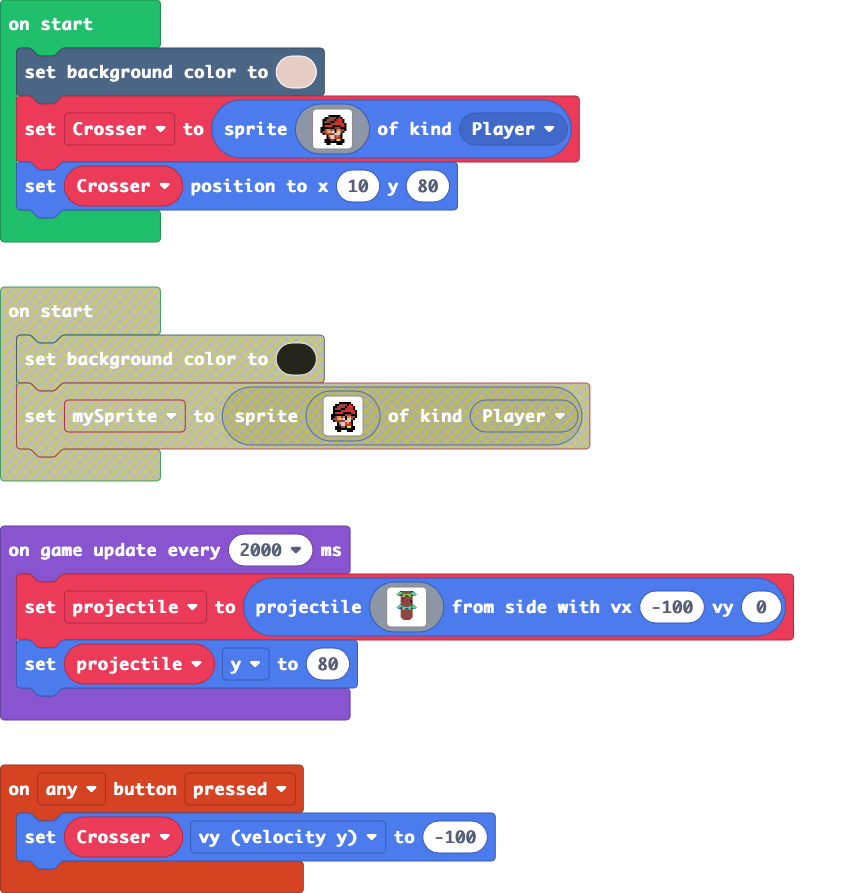 on start
set background color to
set Crosser to sprite of kind Player
set Crosser position to x 10 y 80
on start
set background color to
set mySprite to sprite of kind Player
on game update every 2000 ms
set projectile to projectile from side with vx -100 vy 0
set projectile y to 80
on any button pressed
set Crosser vy (velocity y) to -100